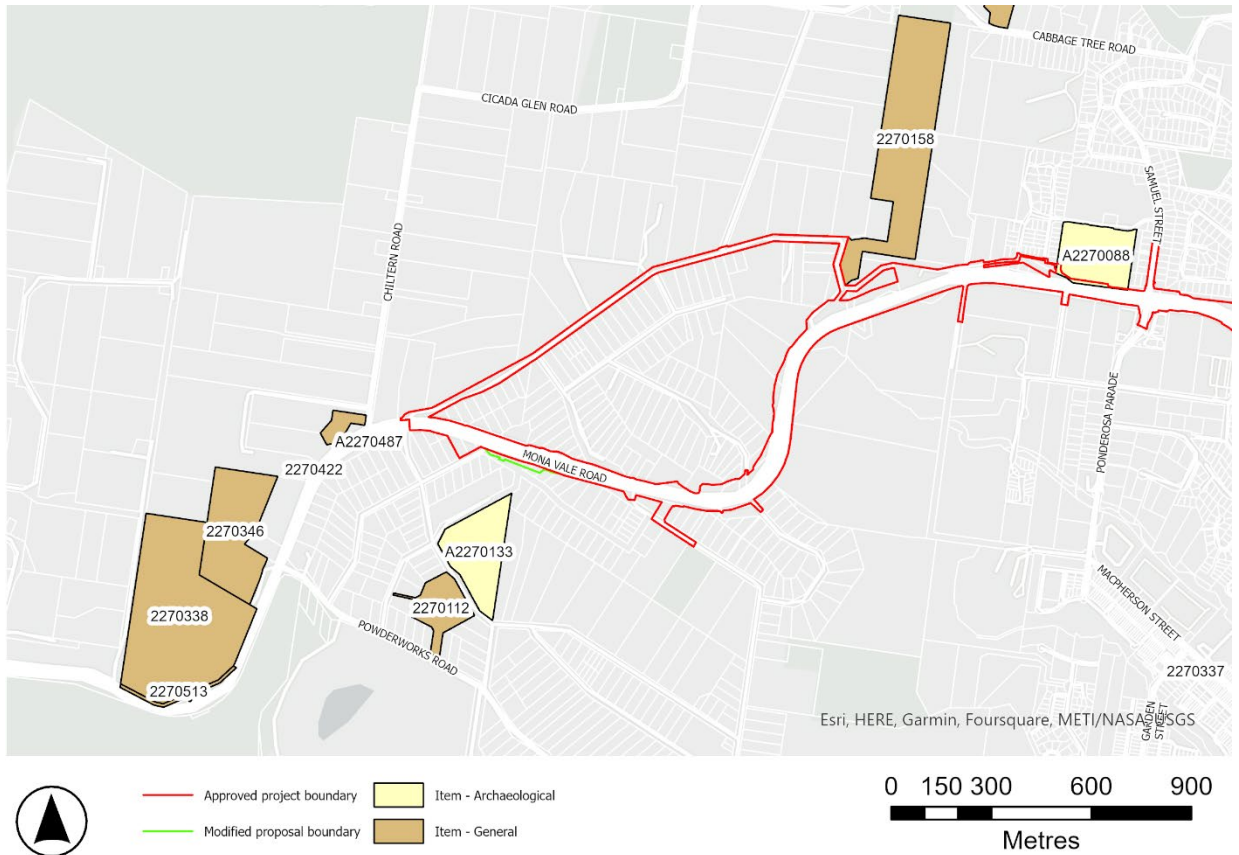 CABBAGE TREE ROAD
CICADA GLEN ROAD
2270158
SAMUEL STREET
CHILTERN ROAD
A2270088
PONDEROSA PARADE
A2270487
MONA VALE ROAD
2270422
2270346
A2270133
2270112
2270338
POWDERWORKS ROAD
MACPHERSON STREET
2270337
2270513
GARDEN
STREET
Esri, HERE, Garmin, Foursquare, METI/NASA, USGS
Approved project boundary
Item - Archaeological
Modified proposal boundary
Item - General
0 150 300 600 900
Metres